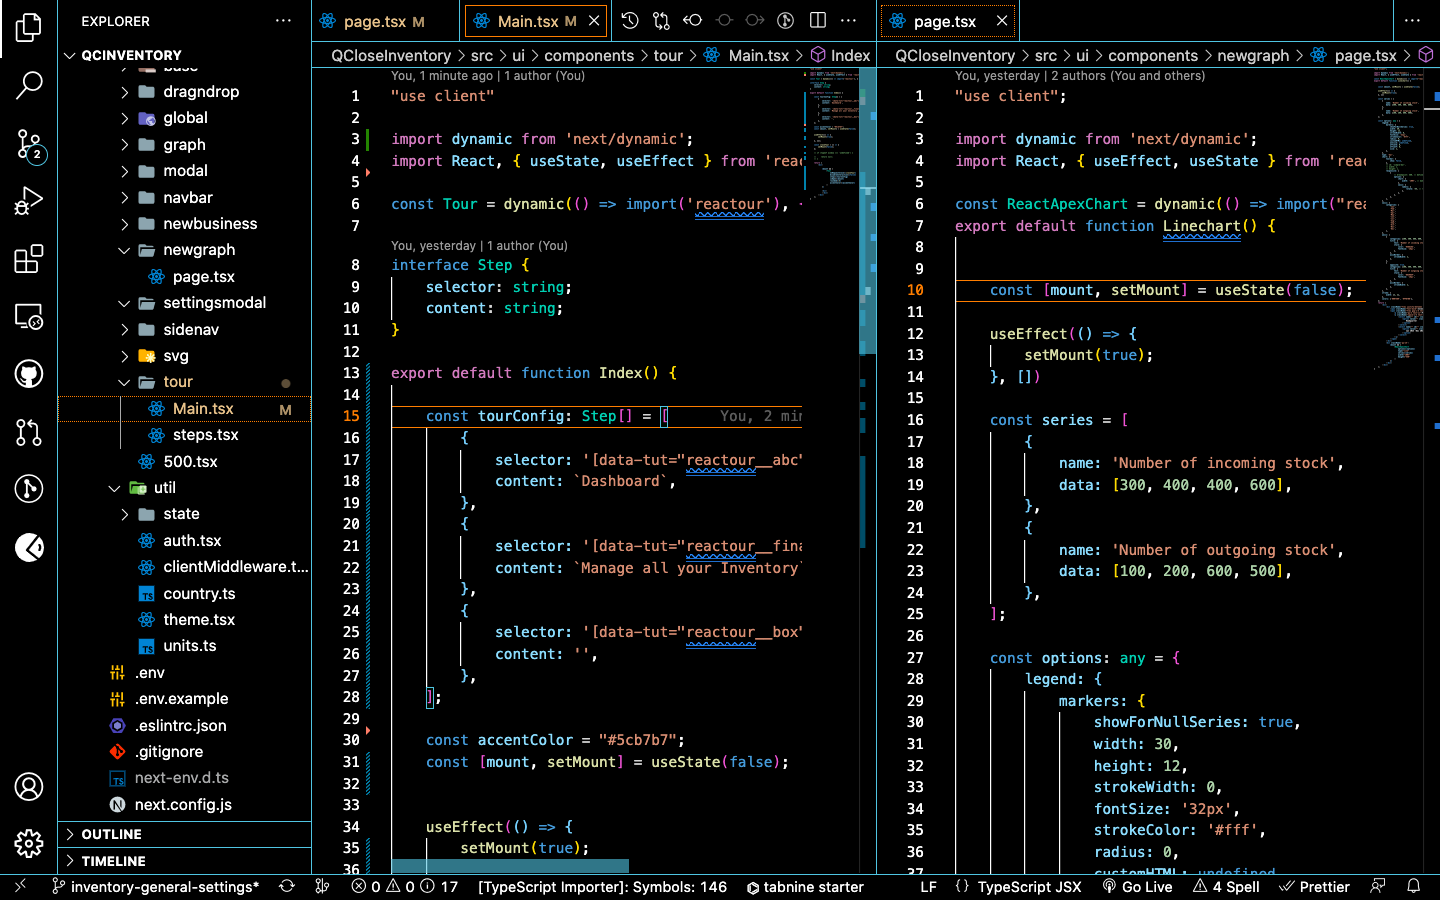 EXPLORER
QCINVENTORY
base
dragndrop
global
graph
modal
navbar
newbusiness
newgraph
page.tsx
settingsmodal
sidenav
svg
tour
Main.tsx M
steps.tsx
500.tsx
util
state
auth.tsx
clientMiddleware.t...
country.ts
theme.tsx
units.ts
.env
.env.example
.eslintrc.json
.gitignore
next-env.d.ts
next.config.js
OUTLINE
TIMELINE
2
page.tsx M
Main.tsx M
QCloseInventory > src > ui > components > tour > Main.tsx > Index
You, 1 minute ago | 1 author (You)
1 "use client"
2
3 import dynamic from 'next/dynamic';
4 import React, { useState, useEffect } from 'reac
5
6 const Tour = dynamic(() => import('reactour'),
7
You, yesterday | 1 author (You)
8 interface Step {
9 selector: string;
10 content: string;
11 }
12
13 export default function Index() {
14
15 const tourConfig: Step[] = [ You, 2 min
16 {
17 selector: '[data-tut="reactour__abc"
18 content: `Dashboard`,
19 },
20 {
21 selector: '[data-tut="reactour__fina
22 content: `Manage all your Inventory`
23 },
24 {
25 selector: '[data-tut="reactour__box"
26 content: '',
27 },
28 ];
29
30 const accentColor = "#5cb7b7";
31 const [mount, setMount] = useState(false);
32
33
34 useEffect(() => {
35 setMount(true);
36
page.tsx
QCloseInventory > src > ui > components > newgraph > page.tsx >
You, yesterday | 2 authors (You and others)
1 "use client";
2
3 import dynamic from 'next/dynamic';
4 import React, { useEffect, useState } from 'reac
5
6 const ReactApexChart = dynamic(() => import("rea
7 export default function Linechart() {
8
9
10 const [mount, setMount] = useState(false);
11
12 useEffect(() => {
13 setMount(true);
14 }, [])
15
16 const series = [
17 {
18 name: 'Number of incoming stock',
19 data: [300, 400, 400, 600],
20 },
21 {
22 name: 'Number of outgoing stock',
23 data: [100, 200, 600, 500],
24 },
25 ];
26
27 const options: any = {
28 legend: {
29 markers: {
30 showForNullSeries: true,
31 width: 30,
32 height: 12,
33 strokeWidth: 0,
34 fontSize: '32px',
35 strokeColor: '#fff',
36 radius: 0,
37 customHTML: undefined
inventory-general-settings* 0 0 17 [TypeScript Importer]: Symbols: 146 tabnine starter LF {} TypeScript JSX Go Live 4 Spell Prettier